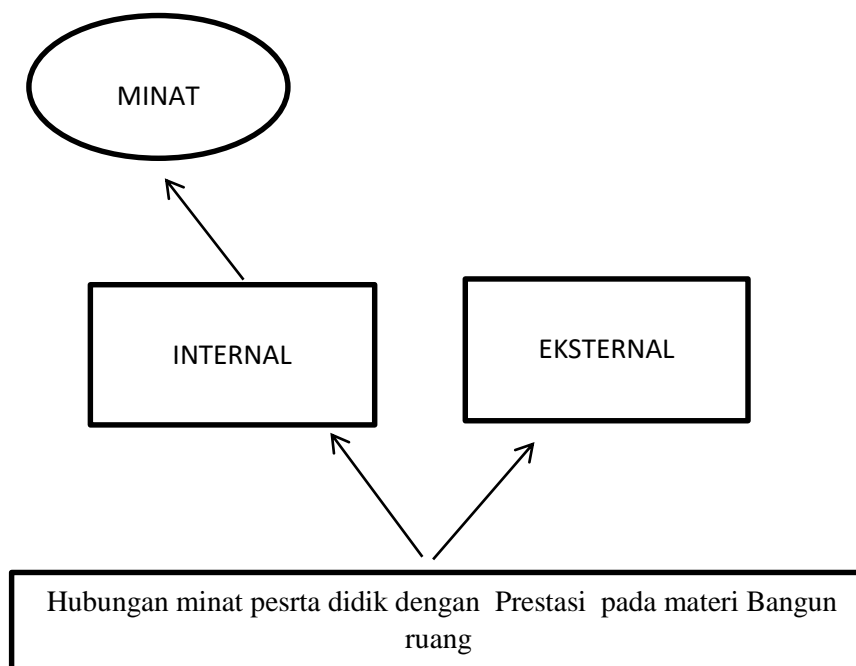 MINAT
INTERNAL
EKSTERNAL
Hubungan minat pesrta didik dengan Prestasi pada materi Bangun
ruang